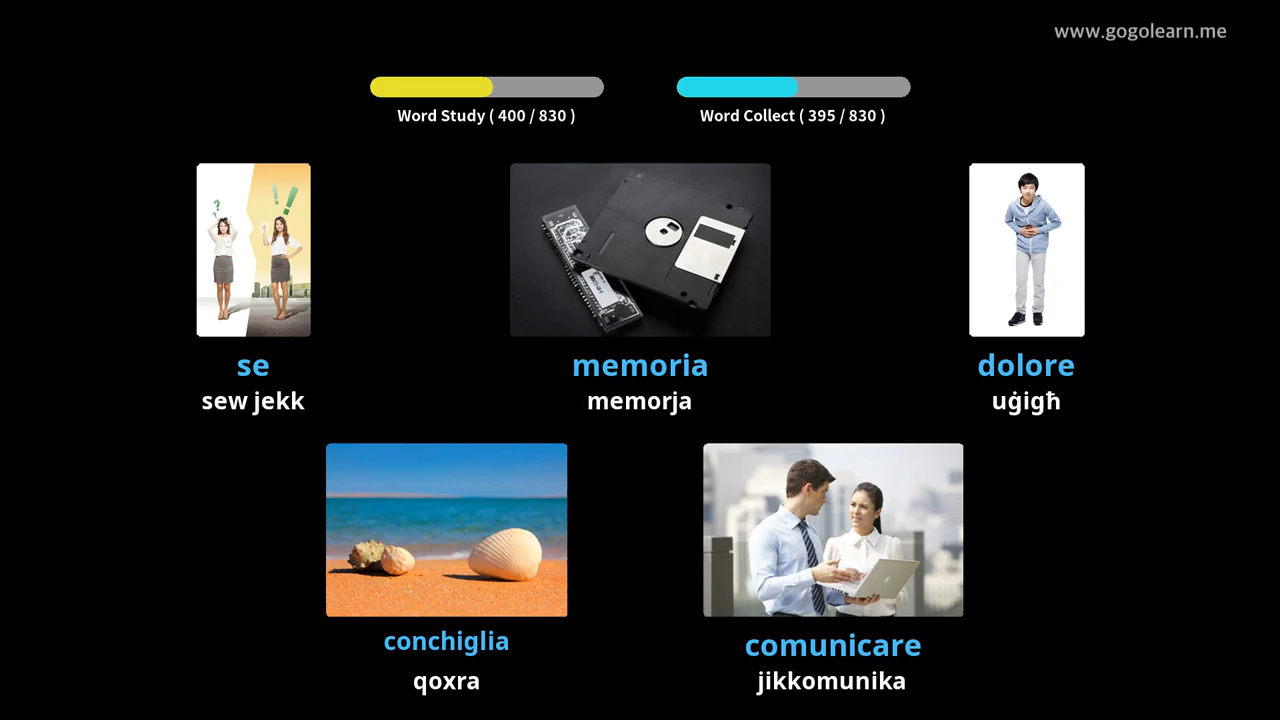 www.gogolearn.me
Word Study ( 400 / 830 )
Word Collect ( 395 / 830 )
se
sew jekk
memoria
memorja
dolore
uġigħ
conchiglia
qoxra
comunicare
jikkomunika